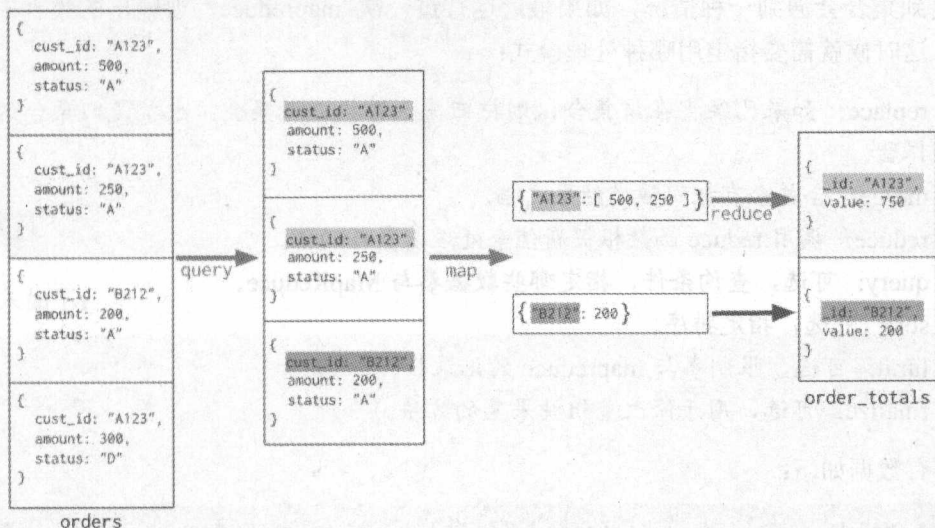 {
cust_id: "A123",
amount: 500,
status: "A"
}
{
cust_id: "A123",
amount: 250,
status: "A"
}
{
cust_id: "B212",
amount: 200,
status: "A"
}
{
cust_id: "A123",
amount: 300,
status: "D"
}
orders
query
{
cust_id: "A123",
amount: 500,
status: "A"
}
{
cust_id: "A123",
amount: 250,
status: "A"
}
{
cust_id: "B212",
amount: 200,
status: "A"
}
map
{ "A123":[ 500, 250 ]}
{ "B212": 200}
reduce
{
_id: "A123",
value: 750
}
{
_id: "B212",
value: 200
}
order_totals